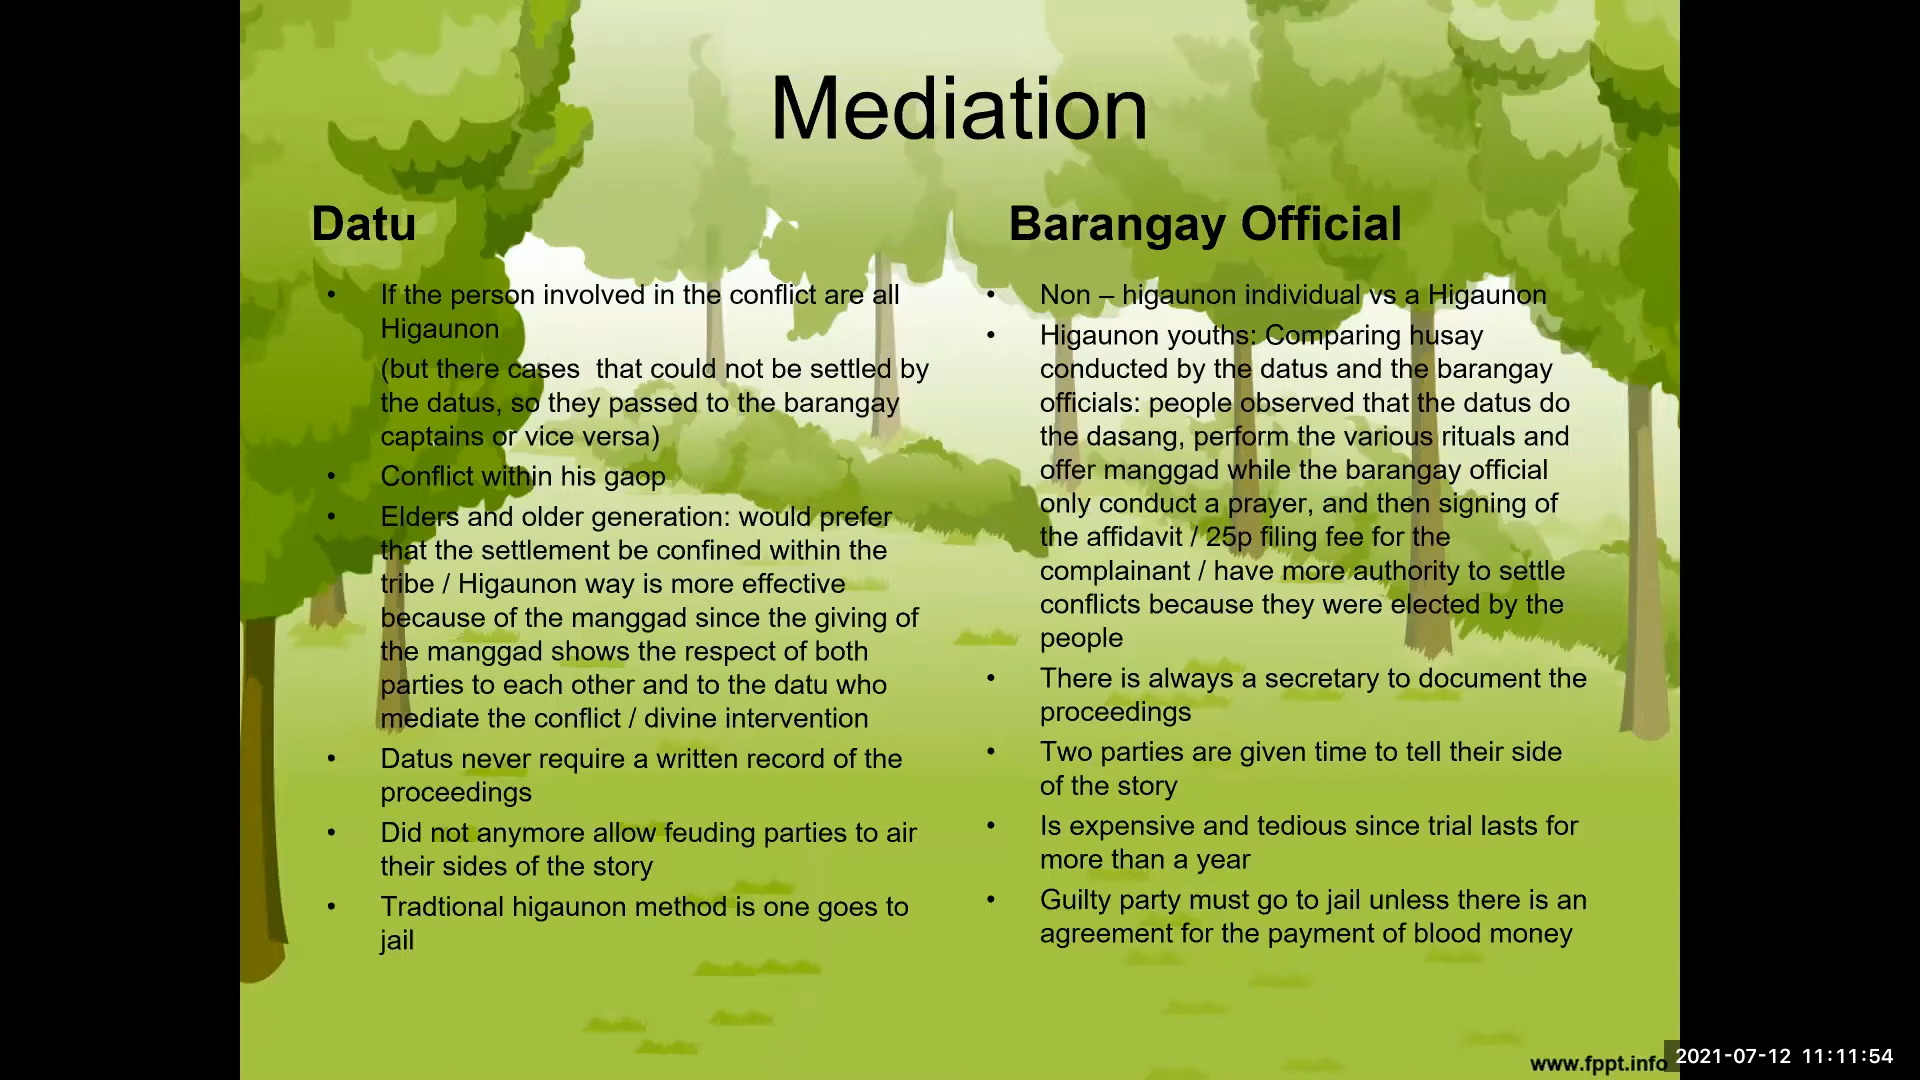 Mediation
Datu
• If the person involved in the conflict are all
Higaunon
(but there cases  that could not be settled by
the datus, so they passed to the barangay
captains or vice versa)
• Conflict within his gaop
• Elders and older generation: would prefer
that the settlement be confined within the
tribe / Higaunon way is more effective
because of the manggad since the giving of
the manggad shows the respect of both
parties to each other and to the datu who
mediate the conflict / divine intervention
• Datus never require a written record of the
proceedings
• Did not anymore allow feuding parties to air
their sides of the story
• Tradtional higaunon method is one goes to
jail
Barangay Official
• Non – higaunon individual vs a Higaunon
• Higaunon youths: Comparing husay
conducted by the datus and the barangay
officials: people observed that the datus do
the dasang, perform the various rituals and
offer manggad while the barangay official
only conduct a prayer, and then signing of
the affidavit / 25p filing fee for the
complainant / have more authority to settle
conflicts because they were elected by the
people
• There is always a secretary to document the
proceedings
• Two parties are given time to tell their side
of the story
• Is expensive and tedious since trial lasts for
more than a year
• Guilty party must go to jail unless there is an
agreement for the payment of blood money
www.fppt.info
2021-07-12 11:11:54